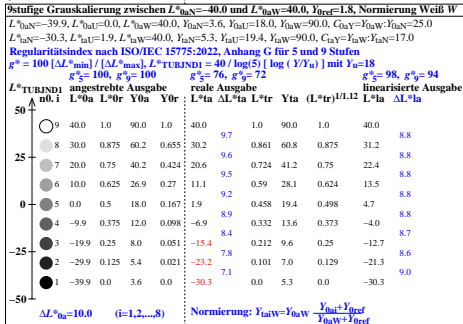 9stufige Grauskalierung zwischen L*0aN=−40.0 und L*0aW=40.0, Y0ref=1.8, Normierung Weiß W
L*0aN=−39.9, L*0aU=0.0, L*0aW=40.0, Y0aN=3.6, Y0aU=18.0, Y0aW=90.0, C0aY=Y0aW:Y0aN=25.0
L*taN=−30.3, L*taU=1.9, L*taW=40.0, YtaN=5.3, YtaU=19.4, YtaW=90.0, CtaY=YtaW:YtaN=17.0
Regularitätsindex nach ISO/IEC 15775:2022, Anhang G für 5 und 9 Stufen
g* = 100 [ΔL*min] / [ΔL*max], L*TUBJND1 = 40 / log(5) [ log ( Y/Yu ) ] mit Yu=18
g*5= 100, g*9= 100 g*5= 76, g*9= 72 g*5= 98, g*9= 94
L*TUBJND1 angestrebte Ausgabe reale Ausgabe linearisierte Ausgabe
n0. i L*0a L*0r Y0a Y0r L*ta ΔL*ta L*tr Yta (L*tr)^1/1.12 L*la ΔL*la
9 40.0 1.0 90.0 1.0 40.0 1.0 90.0 1.0 40.0
50
9.7 8.8
8 30.0 0.875 60.2 0.655 30.2 0.861 60.8 0.875 31.2
9.6 8.8
7 20.0 0.75 40.2 0.424 20.6 0.724 41.2 0.75 22.4
25
9.5 8.8
6 10.0 0.625 26.9 0.27 11.1 0.59 28.1 0.624 13.5
9.2 8.8
0
5 0.0 0.5 18.0 0.167 1.9 0.458 19.4 0.498 4.7
8.9 8.8
4 −9.9 0.375 12.0 0.098 −6.9 0.332 13.6 0.373 −4.0
8.4 8.7
3 −19.9 0.25 8.0 0.051 −15.4 0.212 9.6 0.25 −12.7
−25
7.8 8.6
2 −29.9 0.125 5.4 0.021 −23.2 0.101 7.0 0.129 −21.3
7.1 9.0
1 −39.9 0.0 3.6 0.0 −30.3 0.0 5.3 0.0 −30.3
−50
ΔL*0a=10.0 (i=1,2,...,8) Normierung: YtaiW=Y0aW (Y0ai+Y0ref)/(Y0aW+Y0ref)